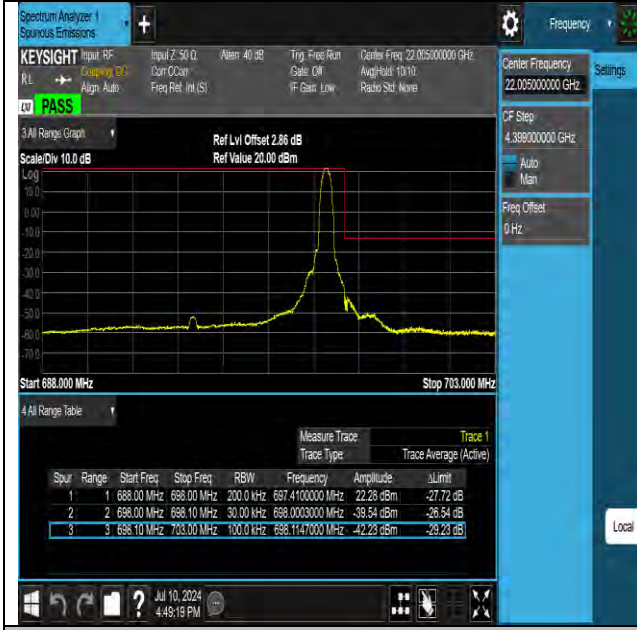 Spectrum Analyzer 1
Spurious Emissions
+
Frequency
KEYSIGHT Input: RF Input Z: 50 Ω Atten: 40 dB Trig: Free Run Center Freq: 22.005000000 GHz
RL Coupling: DC Corr CCorr Gate: Off Avg|Hold: 10/10
Align: Auto Freq Ref: Int (S) IF Gain: Low Radio Std: None
PASS
Center Frequency
22.005000000 GHz
Settings
CF Step
4.399000000 GHz
Auto
Man
Freq Offset
0 Hz
3 All Range Graph
Ref Lvl Offset 2.86 dB
Scale/Div 10.0 dB Ref Value 20.00 dBm
Log
10.0
0.00
-10.0
-20.0
-30.0
-40.0
-50.0
-60.0
-70.0
Start 688.000 MHz Stop 703.000 MHz
4 All Range Table
Measure Trace Trace 1
Trace Type Trace Average (Active)
Spur Range Start Freq Stop Freq RBW Frequency Amplitude ΔLimit
1 1 688.00 MHz 698.00 MHz 200.0 kHz 697.4100000 MHz 22.28 dBm -27.72 dB
2 2 698.00 MHz 698.10 MHz 30.00 kHz 698.0003000 MHz -39.54 dBm -26.54 dB
3 3 698.10 MHz 703.00 MHz 100.0 kHz 698.1147000 MHz -42.23 dBm -29.23 dB
Local
?
Jul 10, 2024
4:49:19 PM